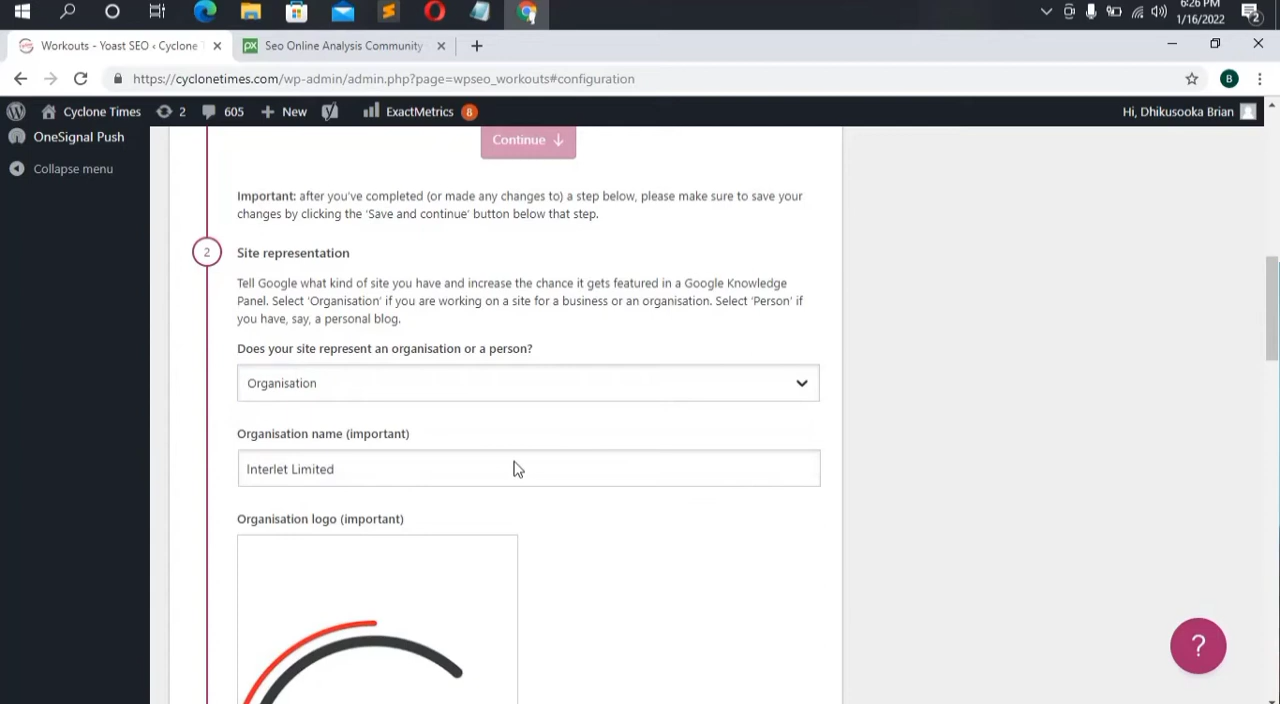 6:26 PM
1/16/2022
2
Workouts - Yoast SEO ‹ Cyclone T
PX
Seo Online Analysis Community
https://cyclonetimes.com/wp-admin/admin.php?page=wpseo_workouts#configuration
B
Cyclone Times
2
605
New
ExactMetrics
8
Hi, Dhikusooka Brian
OneSignal Push
Collapse menu
Continue ↓
Important: after you've completed (or made any changes to) a step below, please make sure to save your
changes by clicking the 'Save and continue' button below that step.
2
Site representation
Tell Google what kind of site you have and increase the chance it gets featured in a Google Knowledge
Panel. Select 'Organisation' if you are working on a site for a business or an organisation. Select 'Person' if
you have, say, a personal blog.
Does your site represent an organisation or a person?
Organisation
Organisation name (important)
Interlet Limited
Organisation logo (important)
?